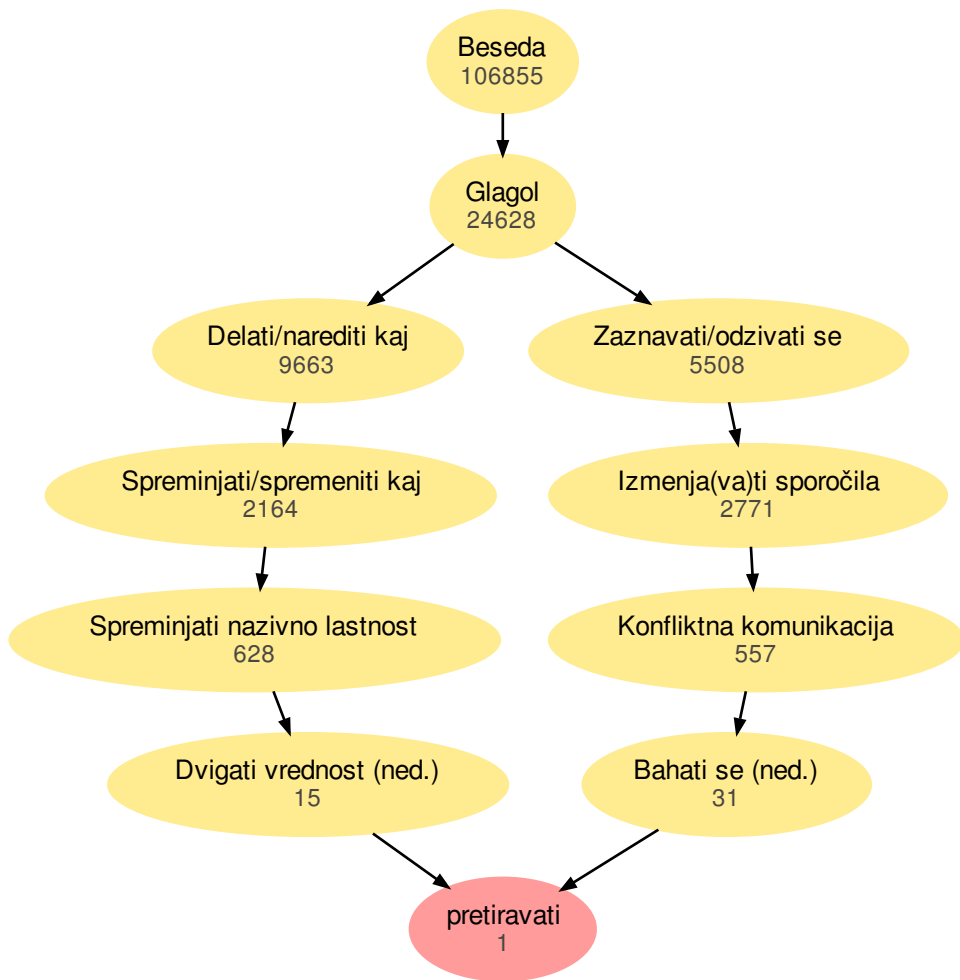 Beseda
106855
Glagol
24628
Delati/narediti kaj
9663
Zaznavati/odzivati se
5508
Spreminjati/spremeniti kaj
2164
Izmenja(va)ti sporočila
2771
Spreminjati nazivno lastnost
628
Konfliktna komunikacija
557
Dvigati vrednost (ned.)
15
Bahati se (ned.)
31
pretiravati
1